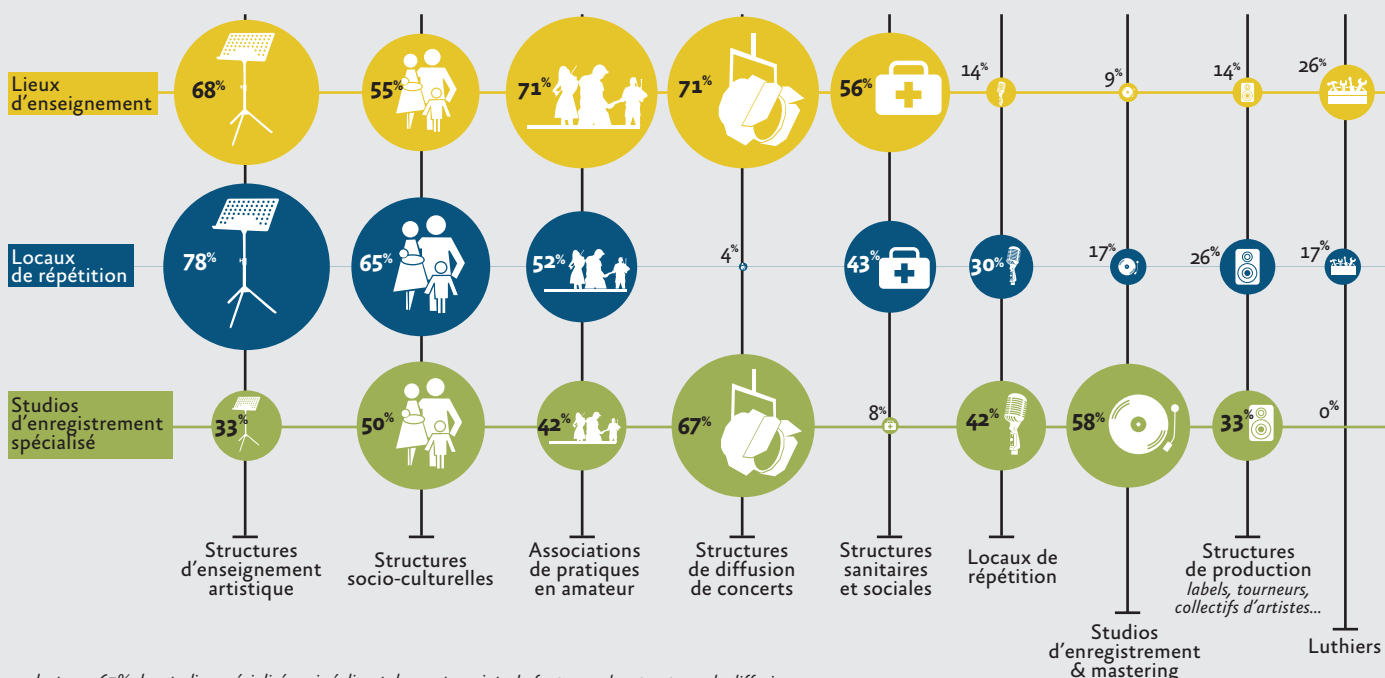 Lieux
d'enseignement
68%
55%
71%
71%
56%
14%
9%
14%
26%
Locaux
de répétition
78%
65%
52%
4%
43%
30%
17%
26%
17%
Studios
d'enregistrement
spécialisé
33%
50%
42%
67%
8%
42%
58%
33%
0%
Structures
d'enseignement
artistique
Structures
socio-culturelles
Associations
de pratiques
en amateur
Structures
de diffusion
de concerts
Structures
sanitaires
et sociales
Locaux de
répétition
Studios
d'enregistrement
& mastering
Structures
de production
labels, tourneurs,
collectifs d'artistes...
Luthiers